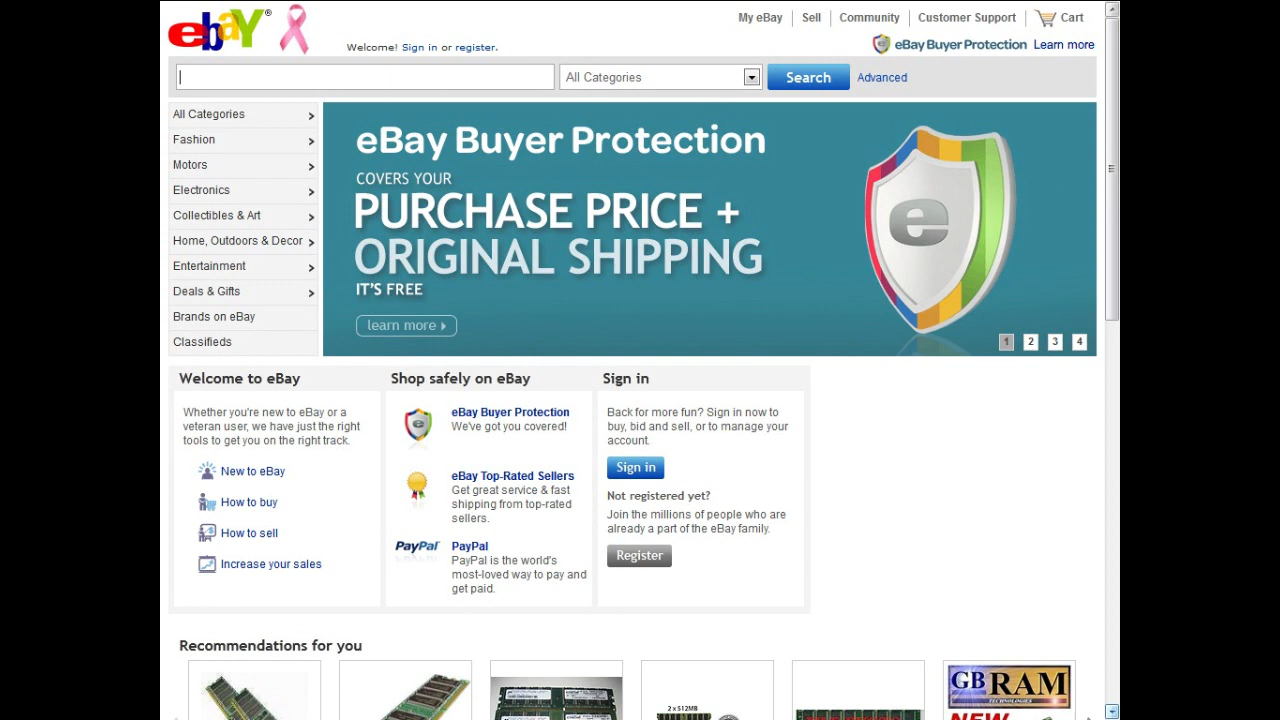 ebaY®
My eBay
Sell
Community
Customer Support
Cart
Welcome! Sign in or register.
eBay Buyer Protection Learn more
All Categories
Search
Advanced
All Categories
Fashion
Motors
Electronics
Collectibles & Art
Home, Outdoors & Decor
Entertainment
Deals & Gifts
Brands on eBay
Classifieds
eBay Buyer Protection
COVERS YOUR
PURCHASE PRICE +
ORIGINAL SHIPPING
IT'S FREE
learn more
e
1 2 3 4
Welcome to eBay
Whether you're new to eBay or a
veteran user, we have just the right
tools to get you on the right track.
New to eBay
How to buy
How to sell
Increase your sales
Shop safely on eBay
e
eBay Buyer Protection
We've got you covered!
eBay Top-Rated Sellers
Get great service & fast
shipping from top-rated
sellers.
PayPal
PayPal
PayPal is the world's
most-loved way to pay and
get paid.
Sign in
Back for more fun? Sign in now to
buy, bid and sell, or to manage your
account.
Sign in
Not registered yet?
Join the millions of people who are
already a part of the eBay family.
Register
Recommendations for you
2 x 512MB
GB RAM
TECHNOLOGIES
NEW